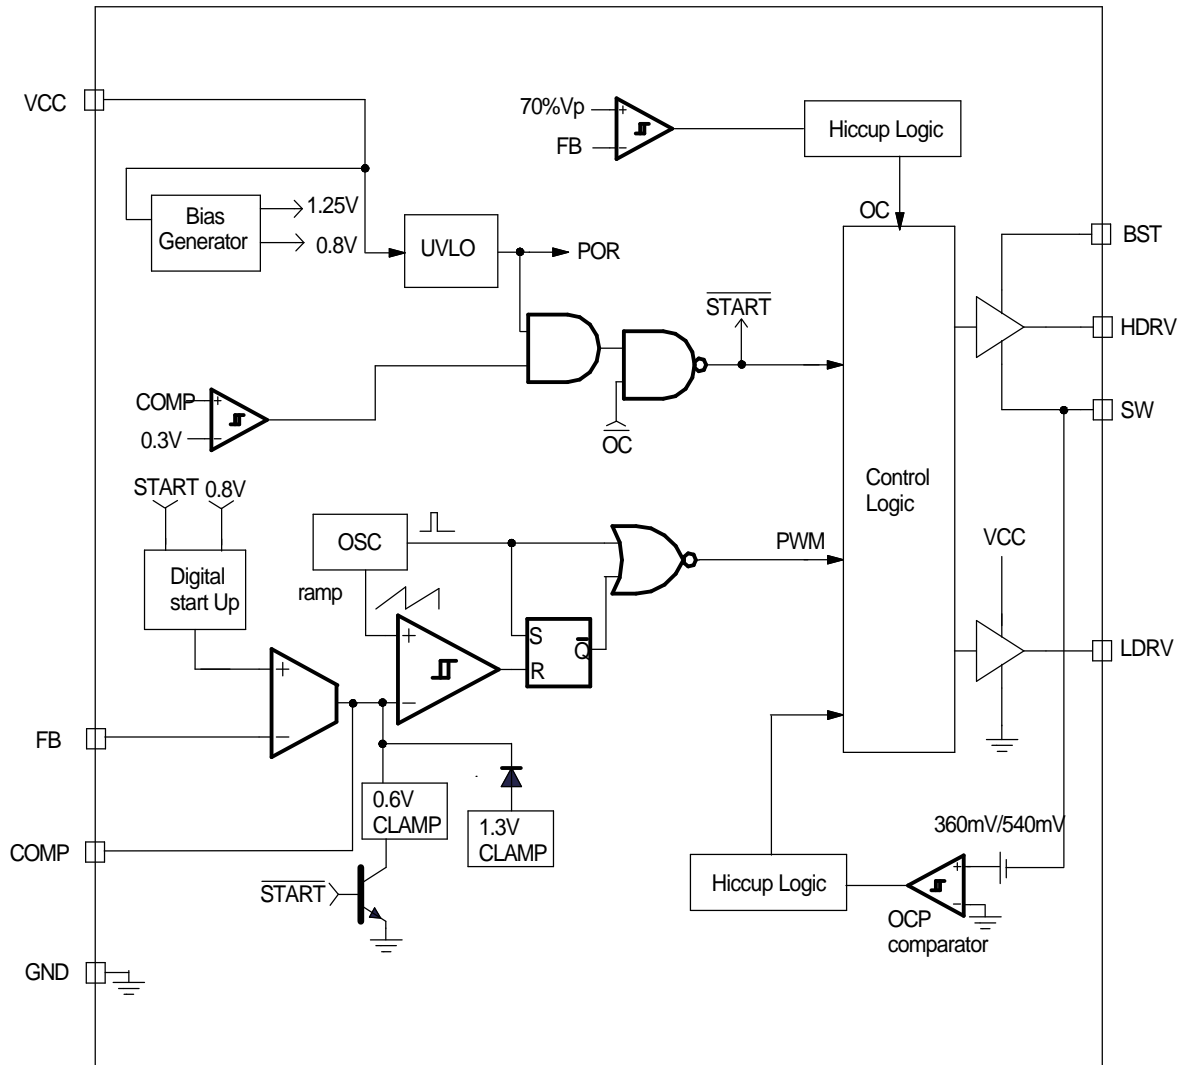 VCC
70%Vp
FB
Hiccup Logic
OC
Bias
Generator
1.25V
0.8V
UVLO
POR
BST
HDRV
SW
START
COMP
0.3V
OC
START 0.8V
Digital
start Up
OSC
ramp
PWM
Control
Logic
VCC
S
Q
R
LDRV
FB
0.6V
CLAMP
1.3V
CLAMP
COMP
START
360mV/540mV
Hiccup Logic
OCP
comparator
GND